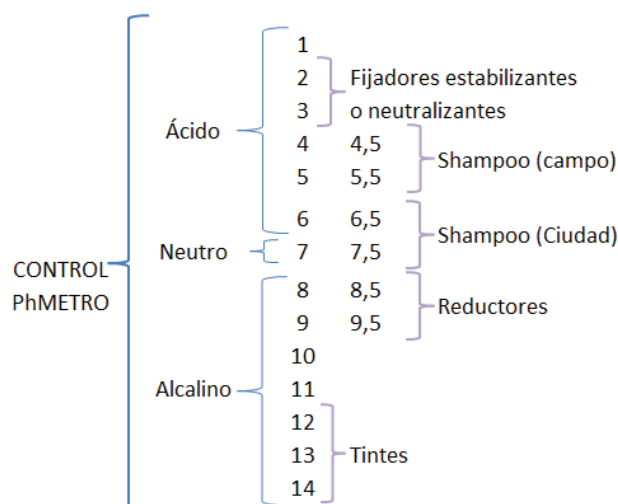 1
2 Fijadores estabilizantes
3 o neutralizantes
Ácido
4 4,5
Shampoo (campo)
5 5,5
6 6,5
Shampoo (Ciudad)
Neutro 7 7,5
CONTROL
PhMETRO
8 8,5
Reductores
9 9,5
10
Alcalino 11
12
13 Tintes
14